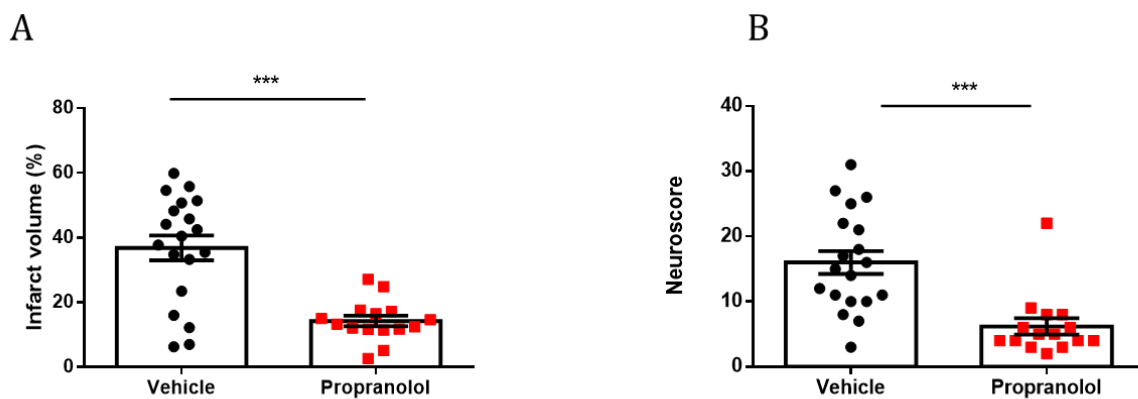 A
***
Infarct volume (%)
80
60
40
20
0
Vehicle Propranolol
B
***
Neuroscore
40
30
20
10
0
Vehicle Propranolol